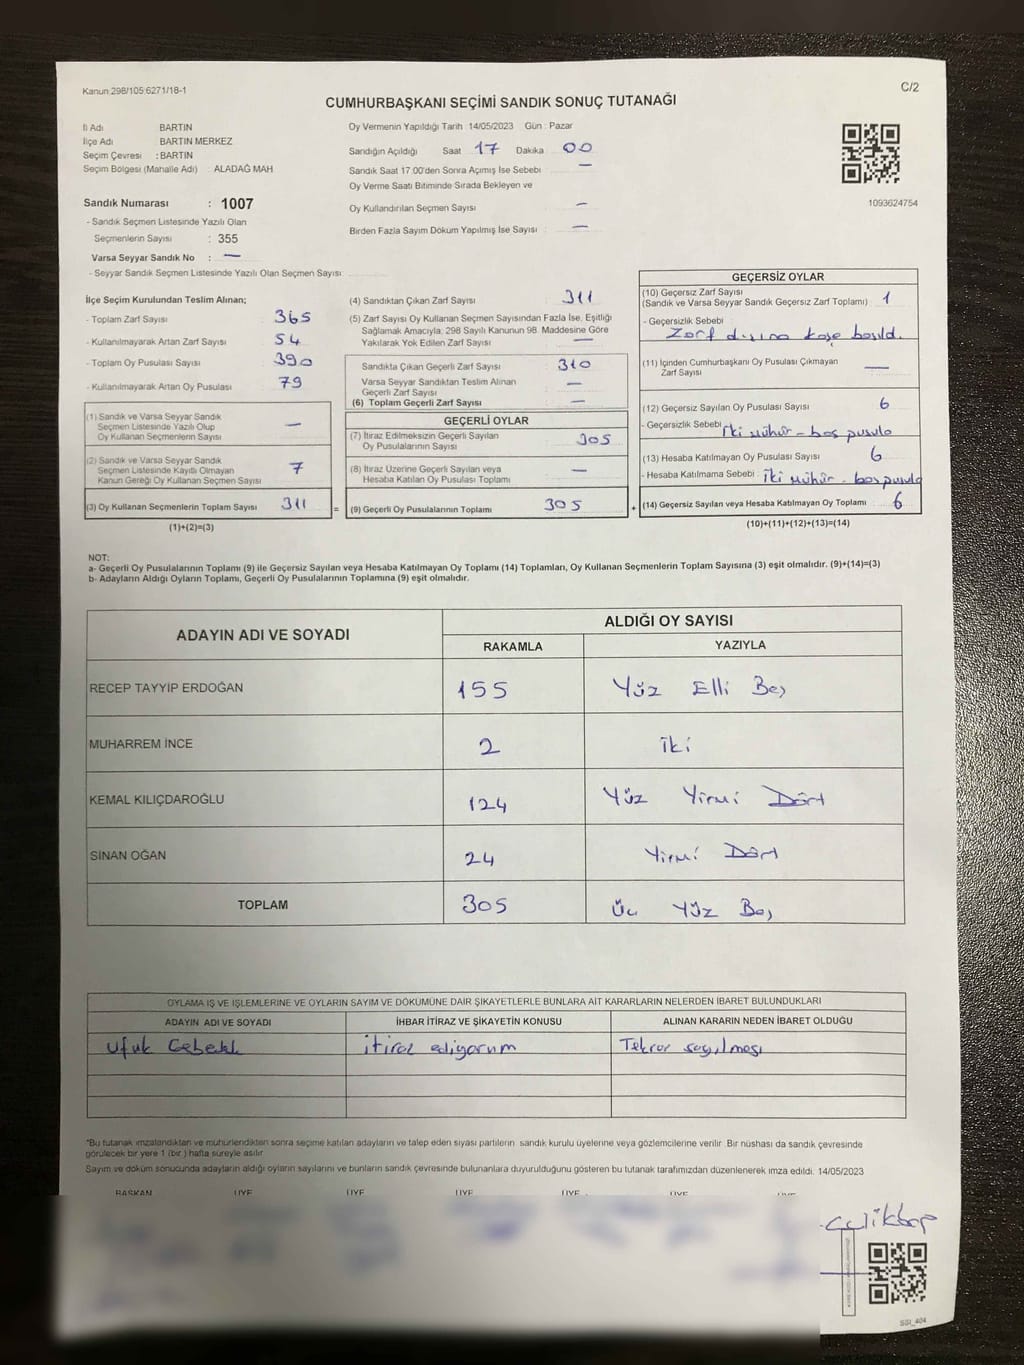 Kanun:298/105:6271/18-1
C/2
CUMHURBAŞKANI SEÇİMİ SANDIK SONUÇ TUTANAĞI
İl Adı BARTIN
İlçe Adı BARTIN MERKEZ
Seçim Çevresi : BARTIN
Seçim Bölgesi (Mahalle Adı) : ALADAĞ MAH
Oy Vermenin Yapıldığı Tarih : 14/05/2023 Gün : Pazar
Sandığın Açıldığı Saat 17 Dakika 00
Sandık Saat 17.00'den Sonra Açımış İse Sebebi —
Oy Verme Saati Bitiminde Sırada Bekleyen ve
Oy Kullandırılan Seçmen Sayısı —
Birden Fazla Sayım Döküm Yapılmış İse Sayısı —
1093624754
Sandık Numarası : 1007
- Sandık Seçmen Listesinde Yazılı Olan
Seçmenlerin Sayısı : 355
Varsa Seyyar Sandık No : —
- Seyyar Sandık Seçmen Listesinde Yazılı Olan Seçmen Sayısı
İlçe Seçim Kurulundan Teslim Alınan;
- Toplam Zarf Sayısı 365
- Kullanılmayarak Artan Zarf Sayısı 54
- Toplam Oy Pusulası Sayısı 390
- Kullanılmayarak Artan Oy Pusulası 79
(1) Sandık ve Varsa Seyyar Sandık
Seçmen Listesinde Yazılı Olup
Oy Kullanan Seçmenlerin Sayısı —
(2) Sandık ve Varsa Seyyar Sandık
Seçmen Listesinde Kayıtlı Olmayan
Kanun Gereği Oy Kullanan Seçmen Sayısı 7
(3) Oy Kullanan Seçmenlerin Toplam Sayısı 311
(1)+(2)=(3)
(4) Sandıktan Çıkan Zarf Sayısı 311
(5) Zarf Sayısı Oy Kullanan Seçmen Sayısından Fazla İse, Eşitliği
Sağlamak Amacıyla; 298 Sayılı Kanunun 98. Maddesine Göre
Yakılarak Yok Edilen Zarf Sayısı —
Sandıkta Çıkan Geçerli Zarf Sayısı 310
Varsa Seyyar Sandıktan Teslim Alınan
Geçerli Zarf Sayısı —
(6) Toplam Geçerli Zarf Sayısı —
GEÇERLİ OYLAR
(7) İtiraz Edilmeksizin Geçerli Sayılan
Oy Pusulalarının Sayısı 305
(8) İtiraz Üzerine Geçerli Sayılan veya
Hesaba Katılan Oy Pusulası Toplamı —
= (9) Geçerli Oy Pusulalarının Toplamı 305
GEÇERSİZ OYLAR
(10) Geçersiz Zarf Sayısı
(Sandık ve Varsa Seyyar Sandık Geçersiz Zarf Toplamı) 1
- Geçersizlik Sebebi
Zarf dışına kaşe basıldı.
(11) İçinden Cumhurbaşkanı Oy Pusulası Çıkmayan
Zarf Sayısı —
(12) Geçersiz Sayılan Oy Pusulası Sayısı 6
- Geçersizlik Sebebi İki mühür - boş pusula
(13) Hesaba Katılmayan Oy Pusulası Sayısı 6
- Hesaba Katılmama Sebebi : İki mühür - boş pusula
+ (14) Geçersiz Sayılan veya Hesaba Katılmayan Oy Toplamı 6
(10)+(11)+(12)+(13)=(14)
NOT:
a- Geçerli Oy Pusulalarının Toplamı (9) ile Geçersiz Sayılan veya Hesaba Katılmayan Oy Toplamı (14) Toplamları, Oy Kullanan Seçmenlerin Toplam Sayısına (3) eşit olmalıdır. (9)+(14)=(3)
b- Adayların Aldığı Oyların Toplamı, Geçerli Oy Pusulalarının Toplamına (9) eşit olmalıdır.
ADAYIN ADI VE SOYADI
ALDIĞI OY SAYISI
RAKAMLA YAZIYLA
RECEP TAYYİP ERDOĞAN 155 Yüz Elli Beş
MUHARREM İNCE 2 İki
KEMAL KILIÇDAROĞLU 124 Yüz Yirmi Dört
SİNAN OĞAN 24 Yirmi Dört
TOPLAM 305 Üç Yüz Beş
OYLAMA İŞ VE İŞLEMLERİNE VE OYLARIN SAYIM VE DÖKÜMÜNE DAİR ŞİKAYETLERLE BUNLARA AİT KARARLARIN NELERDEN İBARET BULUNDUKLARI
ADAYIN ADI VE SOYADI İHBAR İTİRAZ VE ŞİKAYETİN KONUSU ALINAN KARARIN NEDEN İBARET OLDUĞU
Ufuk itiraz ediyorum Tekrar sayılması
*Bu tutanak imzalandıktan ve mühürlendikten sonra seçime katılan adayların ve talep eden siyasi partilerin sandık kurulu üyelerine veya gözlemcilerine verilir. Bir nüshası da sandık çevresinde
görülecek bir yere 1 (bir) hafta süreyle asılır
Sayım ve döküm sonucunda adayların aldığı oyların sayılarını ve bunların sandık çevresinde bulunanlara duyurulduğunu gösteren bu tutanak tarafımızdan düzenlenerek imza edildi. 14/05/2023
BAŞKAN ÜYE ÜYE ÜYE ÜYE ÜYE ÜYE
SSI_404